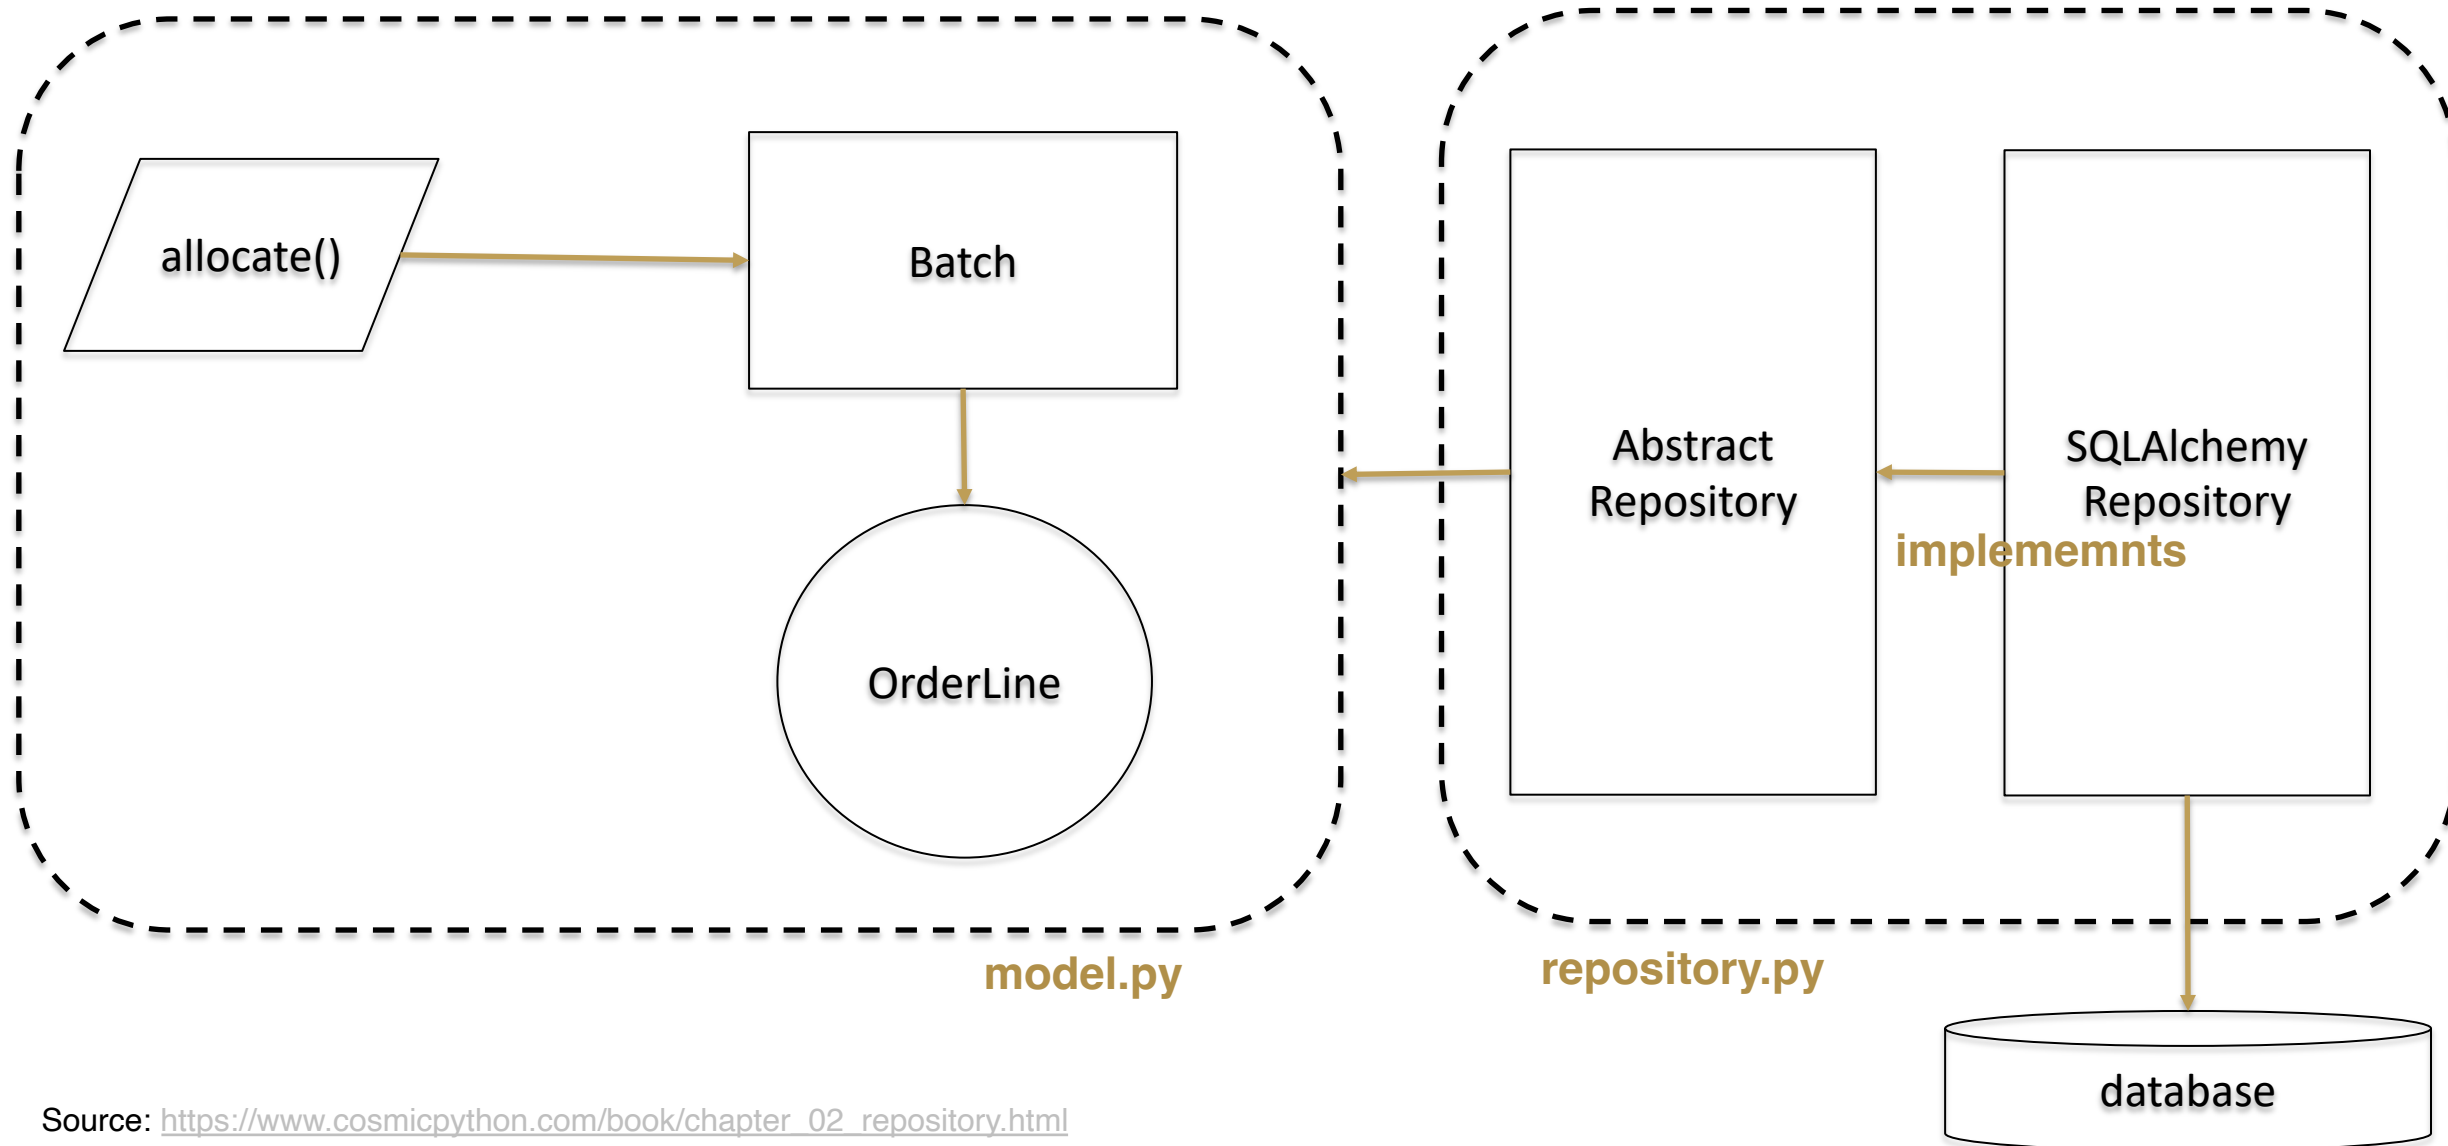 allocate()
Batch
OrderLine
Abstract
Repository
SQLAlchemy
Repository
implememnts
model.py
repository.py
database
Source: https://www.cosmicpython.com/book/chapter_02_repository.html